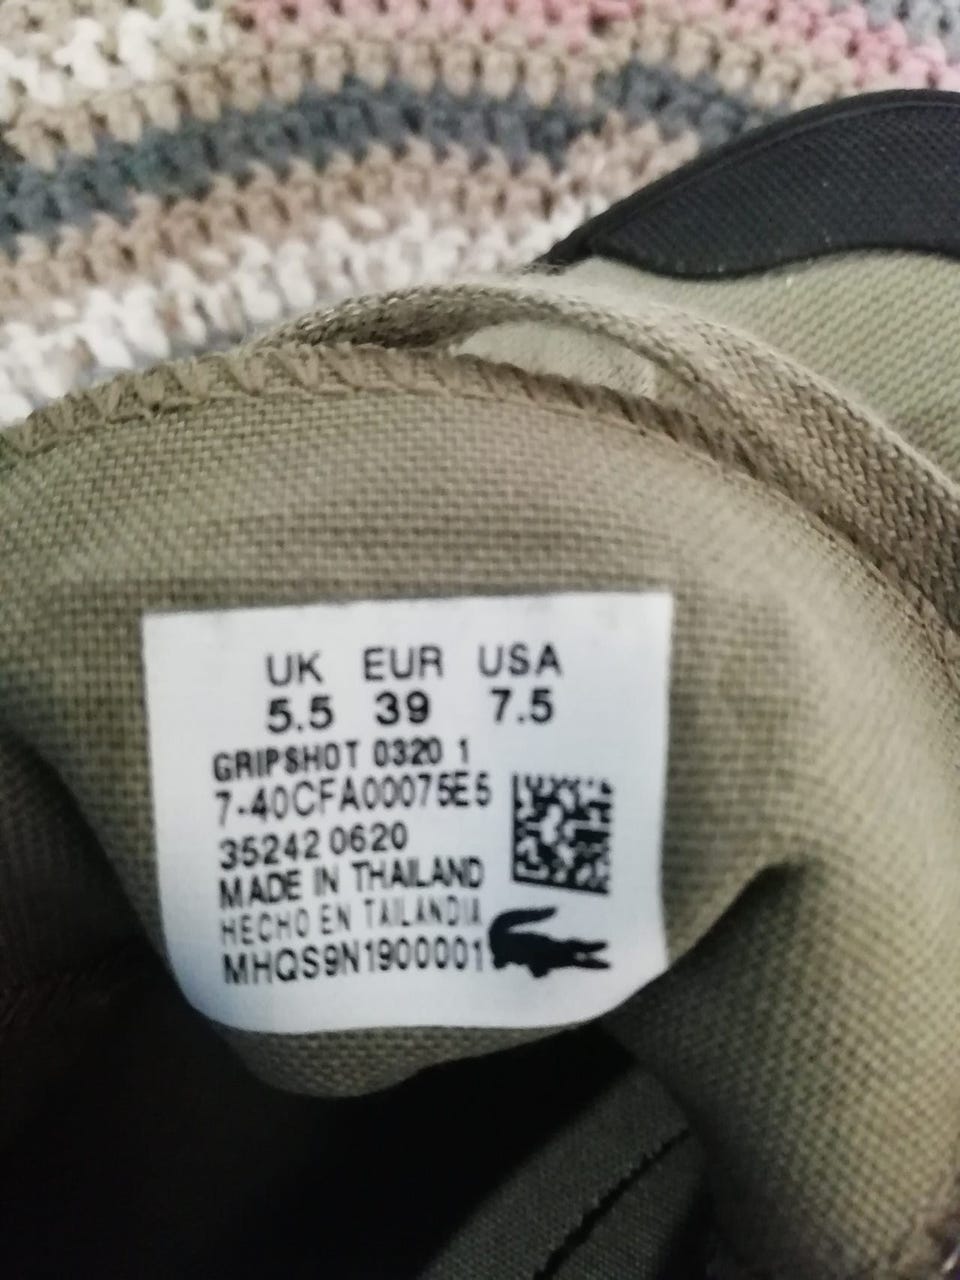 UK EUR USA
5.5 39 7.5
GRIPSHOT 0320 1
7-40CFA00075E5
35242 0620
MADE IN THAILAND
HECHO EN TAILANDIA
MHQS9N1900001